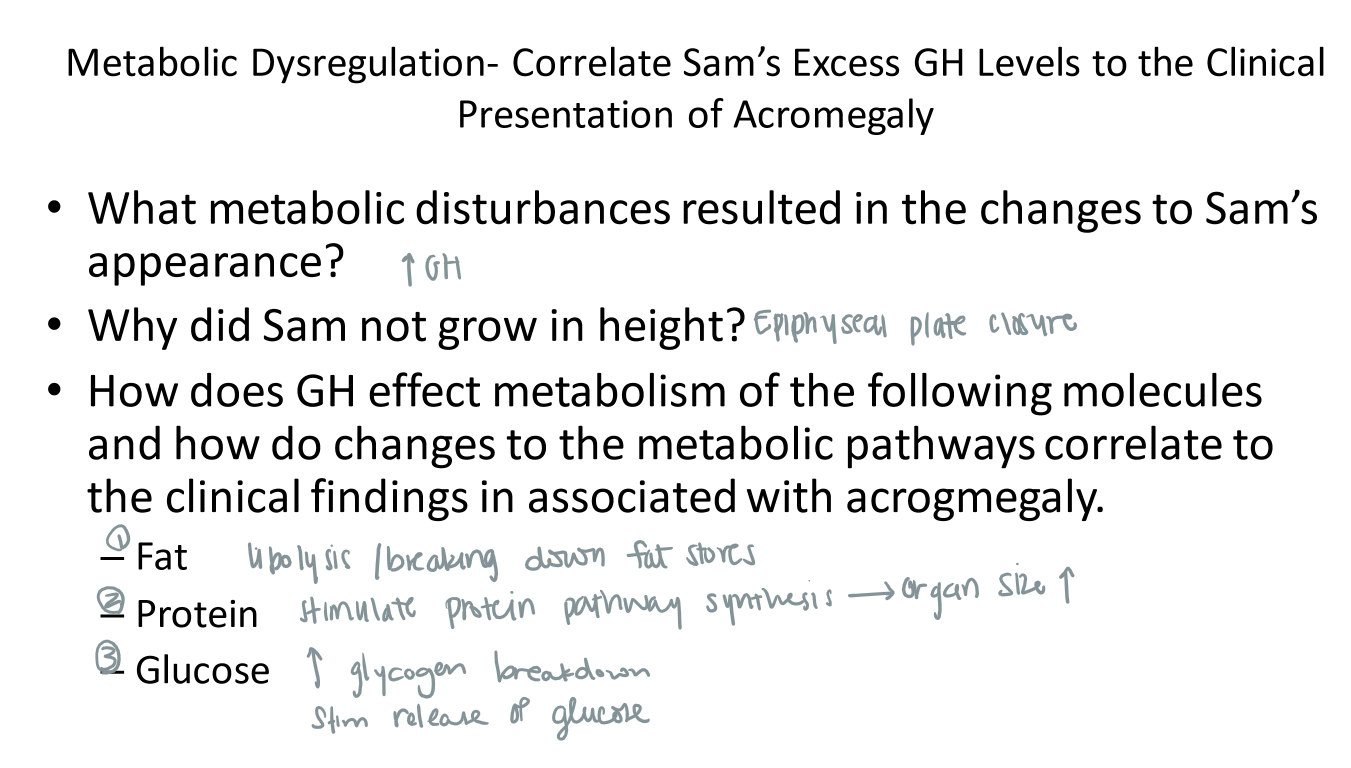 Metabolic Dysregulation- Correlate Sam’s Excess GH Levels to the Clinical
Presentation of Acromegaly
• What metabolic disturbances resulted in the changes to Sam’s
appearance? ↑ GH
• Why did Sam not grow in height? Epiphyseal plate closure
• How does GH effect metabolism of the following molecules
and how do changes to the metabolic pathways correlate to
the clinical findings in associated with acrogmegaly.
① – Fat lipolysis / breaking down fat stores
② – Protein stimulate protein pathway synthesis → organ size ↑
③ – Glucose ↑ glycogen breakdown
stim release of glucose